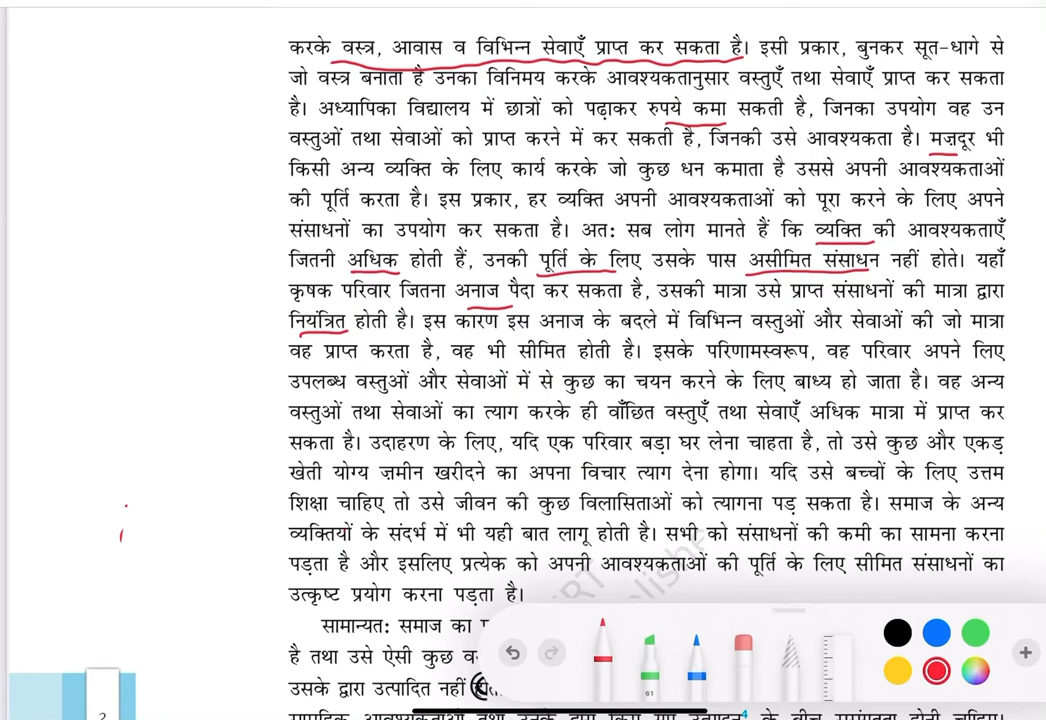 करके वस्त्र, आवास व विभिन्न सेवाएँ प्राप्त कर सकता है। इसी प्रकार, बुनकर सूत-धागे से
जो वस्त्र बनाता है उनका विनिमय करके आवश्यकतानुसार वस्तुएँ तथा सेवाएँ प्राप्त कर सकता
है। अध्यापिका विद्यालय में छात्रों को पढ़ाकर रुपये कमा सकती है, जिनका उपयोग वह उन
वस्तुओं तथा सेवाओं को प्राप्त करने में कर सकती है, जिनकी उसे आवश्यकता है। मज़दूर भी
किसी अन्य व्यक्ति के लिए कार्य करके जो कुछ धन कमाता है उससे अपनी आवश्यकताओं
की पूर्ति करता है। इस प्रकार, हर व्यक्ति अपनी आवश्यकताओं को पूरा करने के लिए अपने
संसाधनों का उपयोग कर सकता है। अतः सब लोग मानते हैं कि व्यक्ति की आवश्यकताएँ
जितनी अधिक होती हैं, उनकी पूर्ति के लिए उसके पास असीमित संसाधन नहीं होते। यहाँ
कृषक परिवार जितना अनाज पैदा कर सकता है, उसकी मात्रा उसे प्राप्त संसाधनों की मात्रा द्वारा
नियंत्रित होती है। इस कारण इस अनाज के बदले में विभिन्न वस्तुओं और सेवाओं की जो मात्रा
वह प्राप्त करता है, वह भी सीमित होती है। इसके परिणामस्वरूप, वह परिवार अपने लिए
उपलब्ध वस्तुओं और सेवाओं में से कुछ का चयन करने के लिए बाध्य हो जाता है। वह अन्य
वस्तुओं तथा सेवाओं का त्याग करके ही वाँछित वस्तुएँ तथा सेवाएँ अधिक मात्रा में प्राप्त कर
सकता है। उदाहरण के लिए, यदि एक परिवार बड़ा घर लेना चाहता है, तो उसे कुछ और एकड़
खेती योग्य ज़मीन खरीदने का अपना विचार त्याग देना होगा। यदि उसे बच्चों के लिए उत्तम
शिक्षा चाहिए तो उसे जीवन की कुछ विलासिताओं को त्यागना पड़ सकता है। समाज के अन्य
व्यक्तियों के संदर्भ में भी यही बात लागू होती है। सभी को संसाधनों की कमी का सामना करना
पड़ता है और इसलिए प्रत्येक को अपनी आवश्यकताओं की पूर्ति के लिए सीमित संसाधनों का
उत्कृष्ट प्रयोग करना पड़ता है।
सामान्यतः समाज का
है तथा उसे ऐसी कुछ
उसके द्वारा उत्पादित नहीं
61
4
2